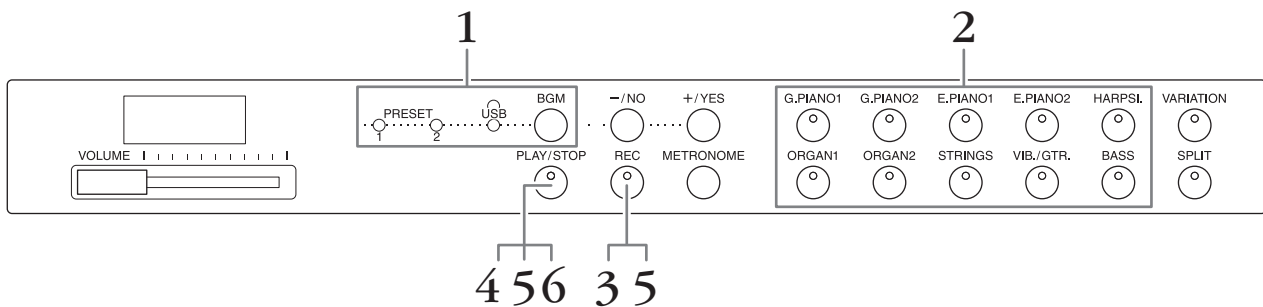 1
2
PRESET
1
2
USB
BGM
−/NO
+/YES
G.PIANO1
G.PIANO2
E.PIANO1
E.PIANO2
HARPSI.
VARIATION
VOLUME
PLAY/STOP
REC
METRONOME
ORGAN1
ORGAN2
STRINGS
VIB./GTR.
BASS
SPLIT
4 5 6
3 5